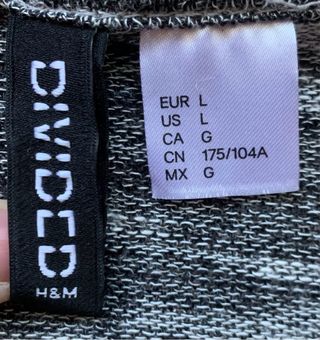 DIVIDED
H&M
EUR L
US L
CA G
CN 175/104A
MX G